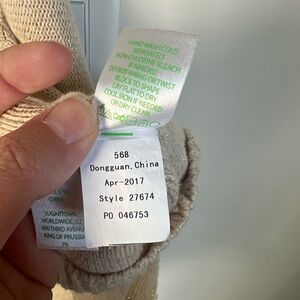 HAND WASH COLD
SEPARATELY
NON-CHLORINE BLEACH
IF NEEDED
DO NOT WRING OR TWIST
BLOCK TO SHAPE
LAY FLAT TO DRY
COOL IRON IF NEEDED
OR DRY CLEAN
568
Dongguan, China
Apr-2017
Style 27674
PO 046753
SUGARTOWN
WORLDWIDE, LLC
800 THIRD AVENUE
KING OF PRUSSIA
PA